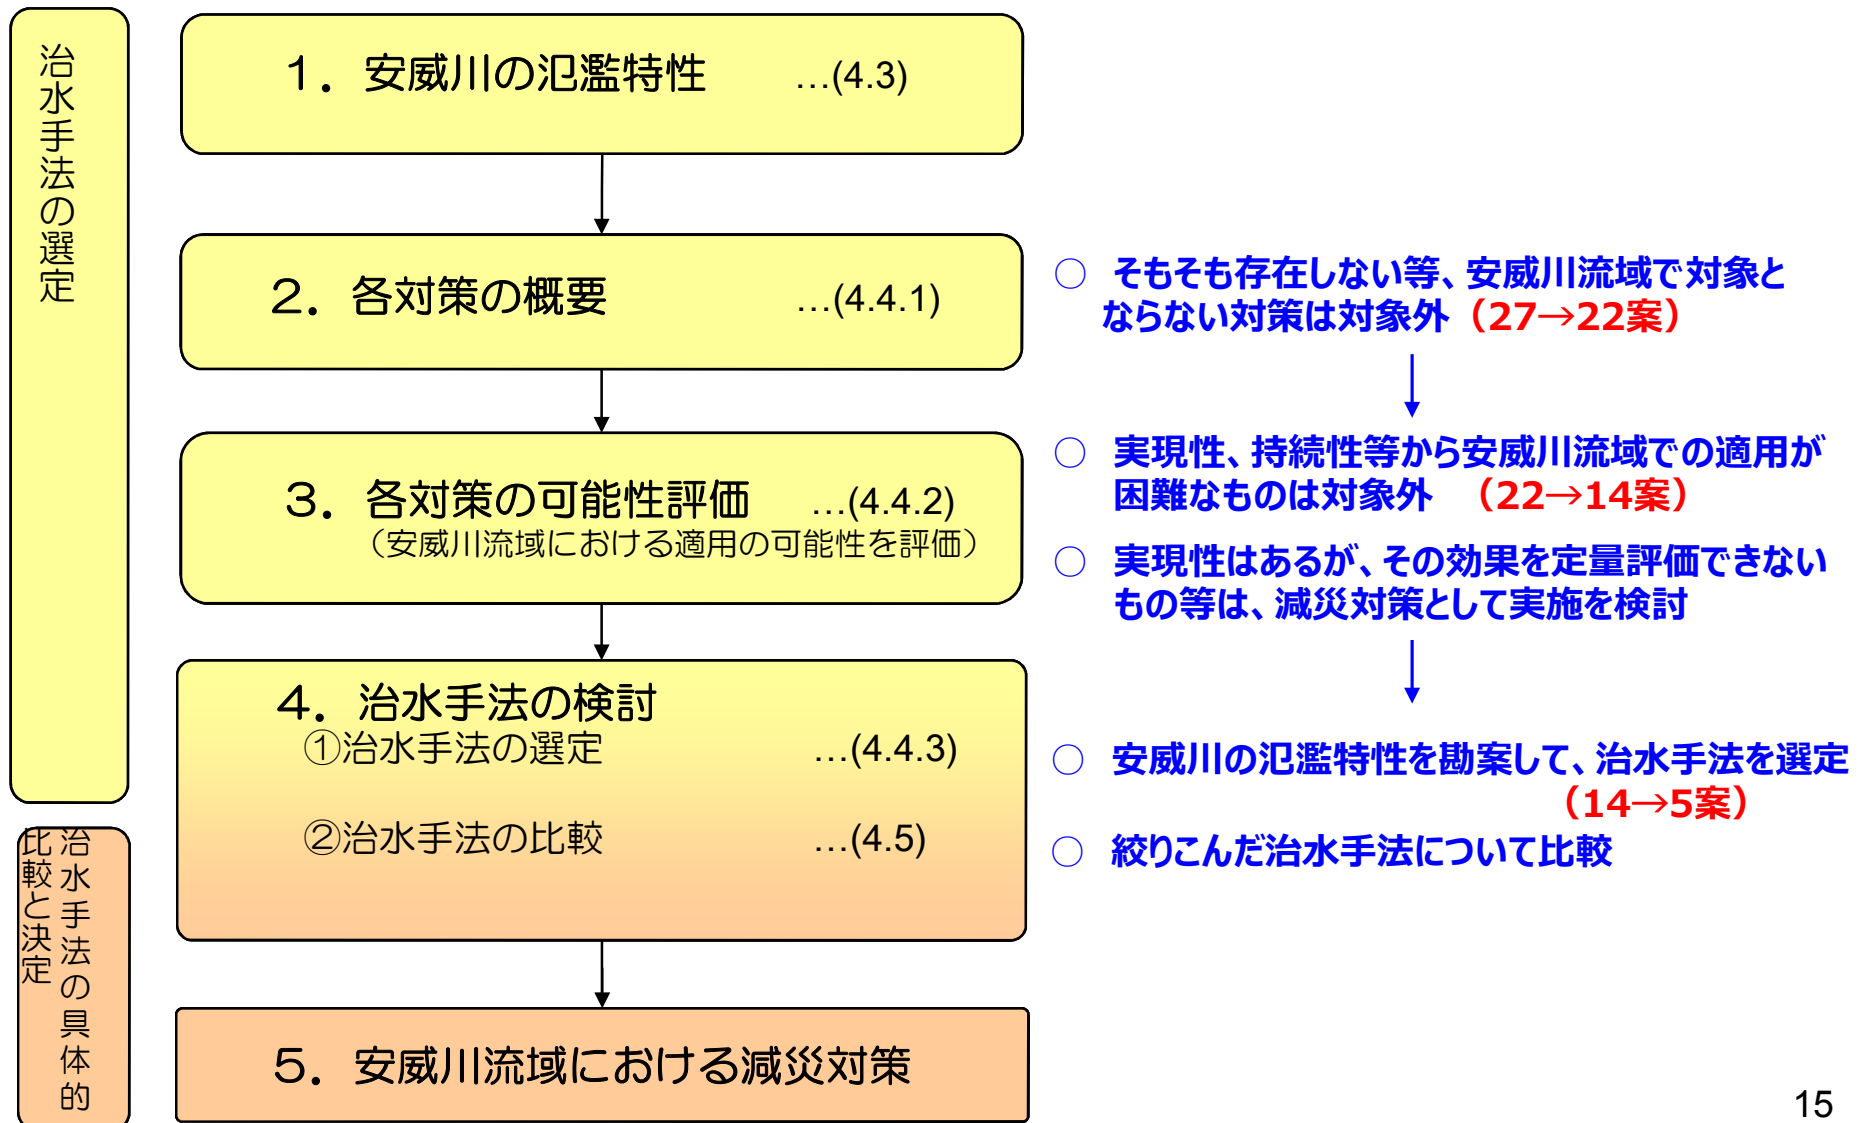 治水手法の選定
１．安威川の氾濫特性 …(4.3)
２．各対策の概要 …(4.4.1)
○ そもそも存在しない等、安威川流域で対象と
ならない対策は対象外（27→22案）
３．各対策の可能性評価 …(4.4.2)
（安威川流域における適用の可能性を評価）
○ 実現性、持続性等から安威川流域での適用が
困難なものは対象外 （22→14案）
○ 実現性はあるが、その効果を定量評価できない
もの等は、減災対策として実施を検討
４．治水手法の検討
①治水手法の選定 …(4.4.3)
②治水手法の比較 …(4.5)
○ 安威川の氾濫特性を勘案して、治水手法を選定
（14→5案）
○ 絞りこんだ治水手法について比較
治水手法の具体的
比較と決定
５．安威川流域における減災対策
15